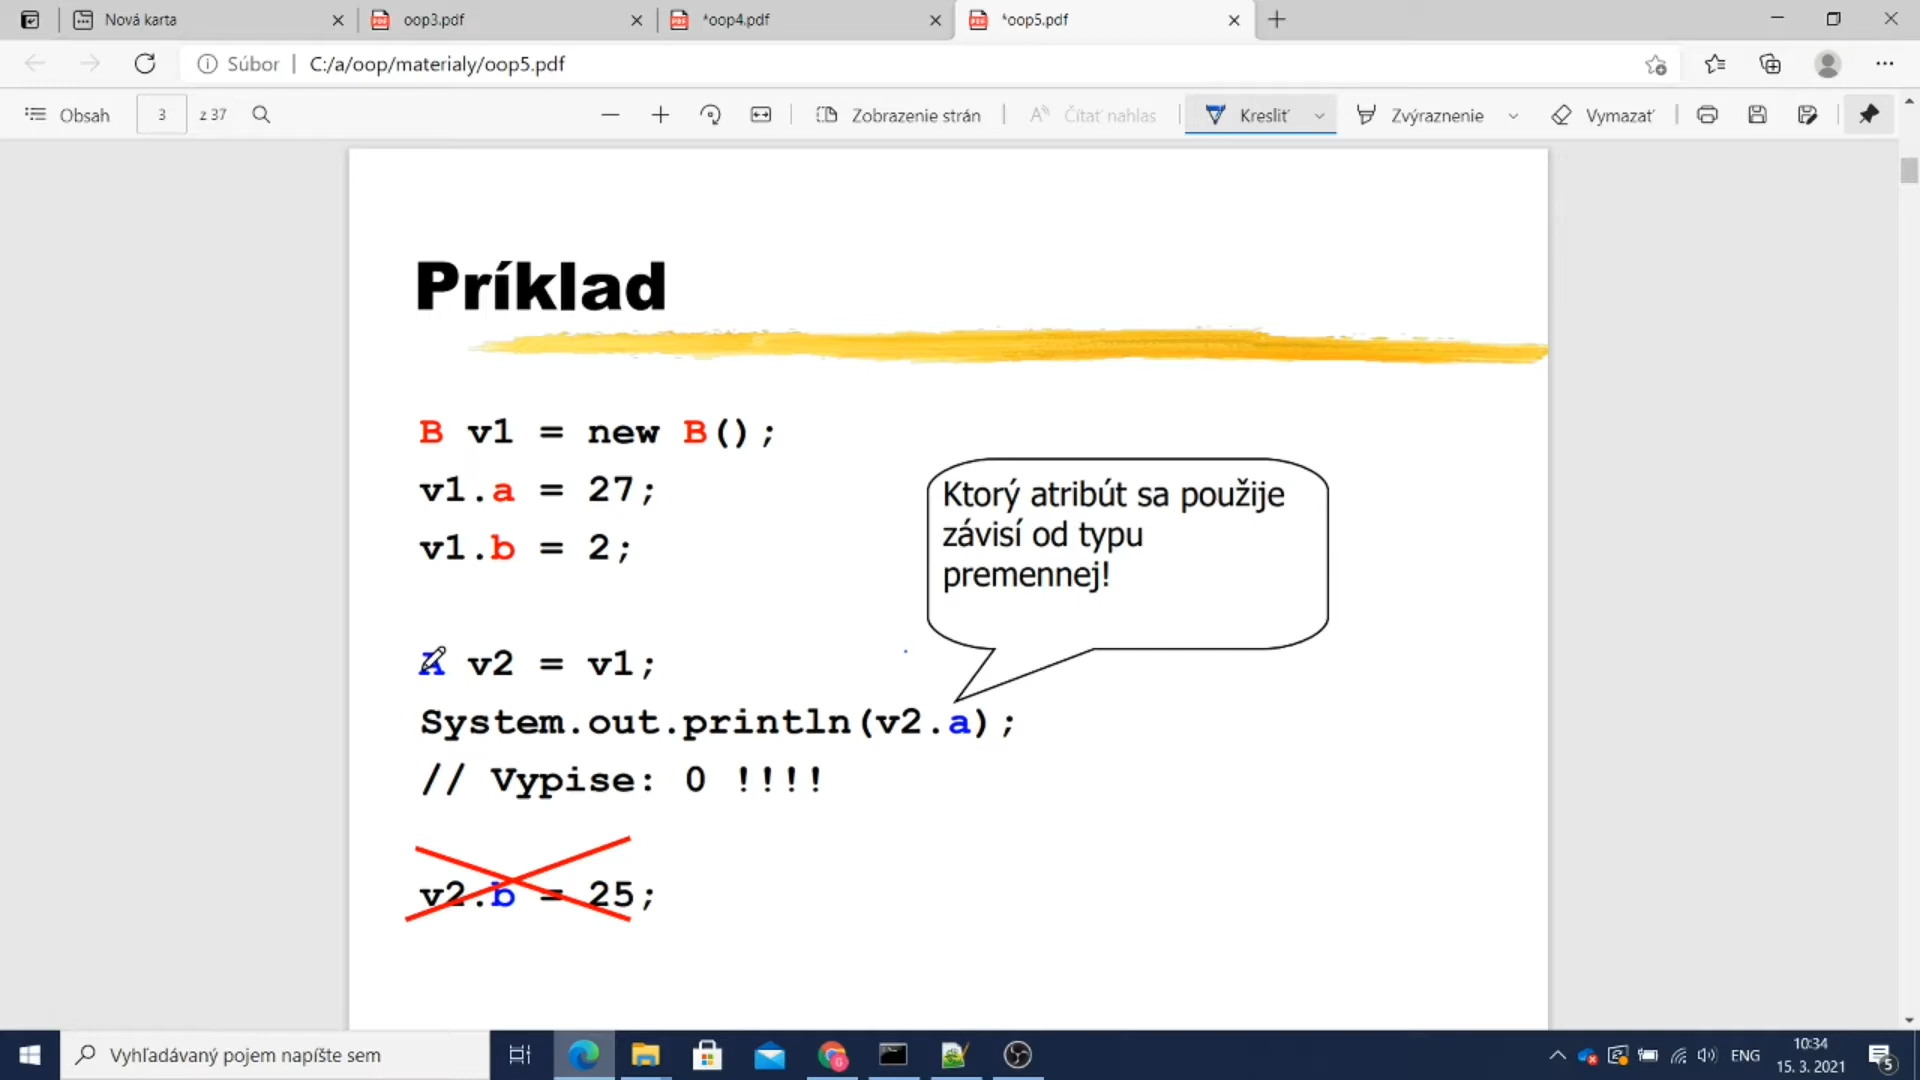 Nová karta
oop3.pdf
*oop4.pdf
*oop5.pdf
Súbor
C:/a/oop/materialy/oop5.pdf
Obsah
3
z 37
Zobrazenie strán
Čítať nahlas
Kresliť
Zvýraznenie
Vymazať
Príklad
B v1 = new B();
v1.a = 27;
v1.b = 2;
Ktorý atribút sa použije
závisí od typu
premennej!
A v2 = v1;
System.out.println(v2.a);
// Vypise: 0 !!!!
v2.b = 25;
Vyhľadávaný pojem napíšte sem
ENG
10:34
15. 3. 2021
5